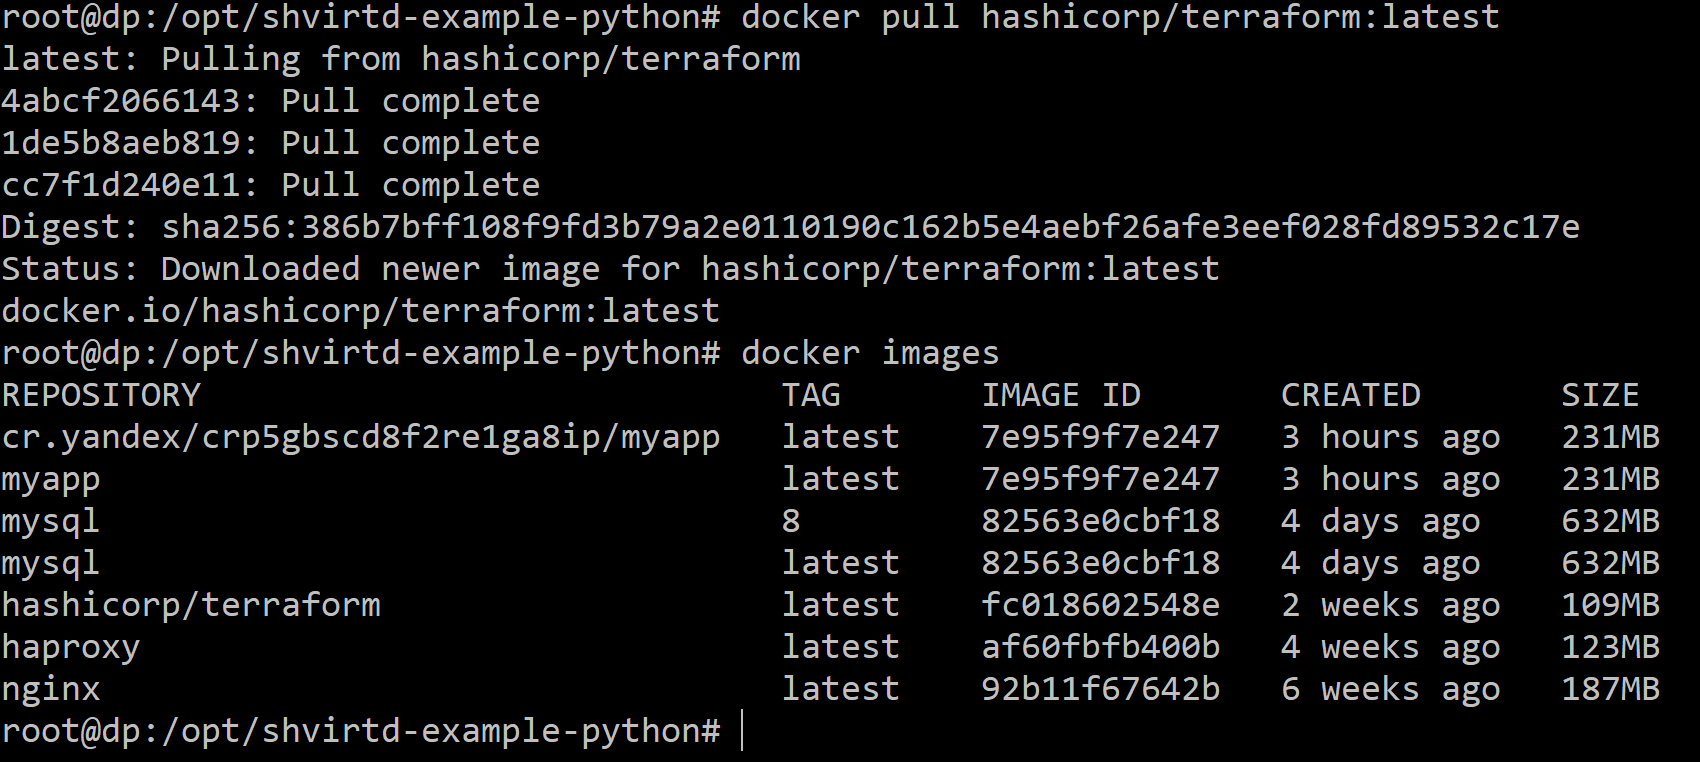 root@dp:/opt/shvirtd-example-python# docker pull hashicorp/terraform:latest
latest: Pulling from hashicorp/terraform
4abcf2066143: Pull complete
1de5b8aeb819: Pull complete
cc7f1d240e11: Pull complete
Digest: sha256:386b7bff108f9fd3b79a2e0110190c162b5e4aebf26afe3eef028fd89532c17e
Status: Downloaded newer image for hashicorp/terraform:latest
docker.io/hashicorp/terraform:latest
root@dp:/opt/shvirtd-example-python# docker images
REPOSITORY                             TAG       IMAGE ID       CREATED       SIZE
cr.yandex/crp5gbscd8f2re1ga8ip/myapp   latest    7e95f9f7e247   3 hours ago   231MB
myapp                                  latest    7e95f9f7e247   3 hours ago   231MB
mysql                                  8         82563e0cbf18   4 days ago    632MB
mysql                                  latest    82563e0cbf18   4 days ago    632MB
hashicorp/terraform                    latest    fc018602548e   2 weeks ago   109MB
haproxy                                latest    af60fbfb400b   4 weeks ago   123MB
nginx                                  latest    92b11f67642b   6 weeks ago   187MB
root@dp:/opt/shvirtd-example-python#